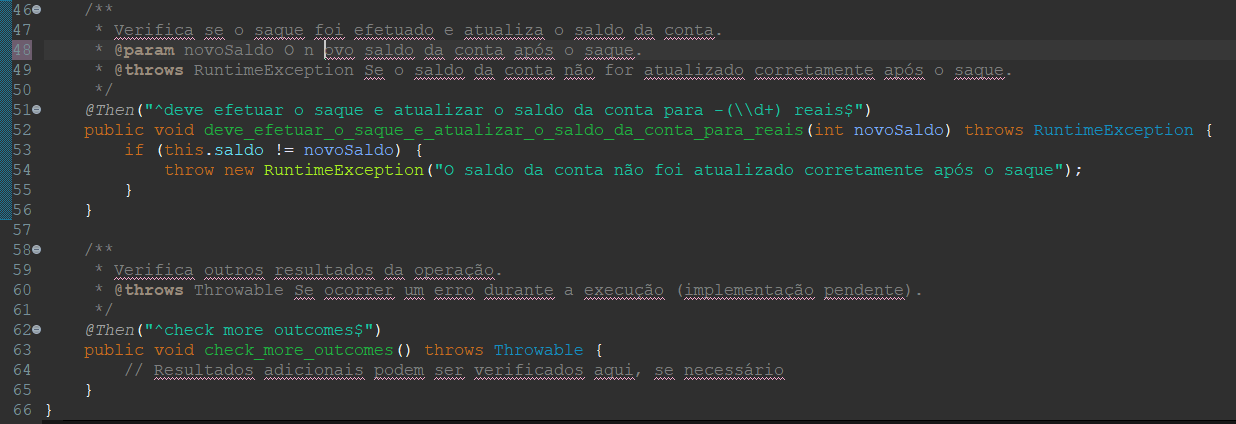 46 /**
47 * Verifica se o saque foi efetuado e atualiza o saldo da conta.
48 * @param novoSaldo O n ovo saldo da conta após o saque.
49 * @throws RuntimeException Se o saldo da conta não for atualizado corretamente após o saque.
50 */
51 @Then("^deve efetuar o saque e atualizar o saldo da conta para -(\\d+) reais$")
52 public void deve_efetuar_o_saque_e_atualizar_o_saldo_da_conta_para_reais(int novoSaldo) throws RuntimeException {
53 if (this.saldo != novoSaldo) {
54 throw new RuntimeException("O saldo da conta não foi atualizado corretamente após o saque");
55 }
56 }
57
58 /**
59 * Verifica outros resultados da operação.
60 * @throws Throwable Se ocorrer um erro durante a execução (implementação pendente).
61 */
62 @Then("^check more outcomes$")
63 public void check_more_outcomes() throws Throwable {
64 // Resultados adicionais podem ser verificados aqui, se necessário
65 }
66 }